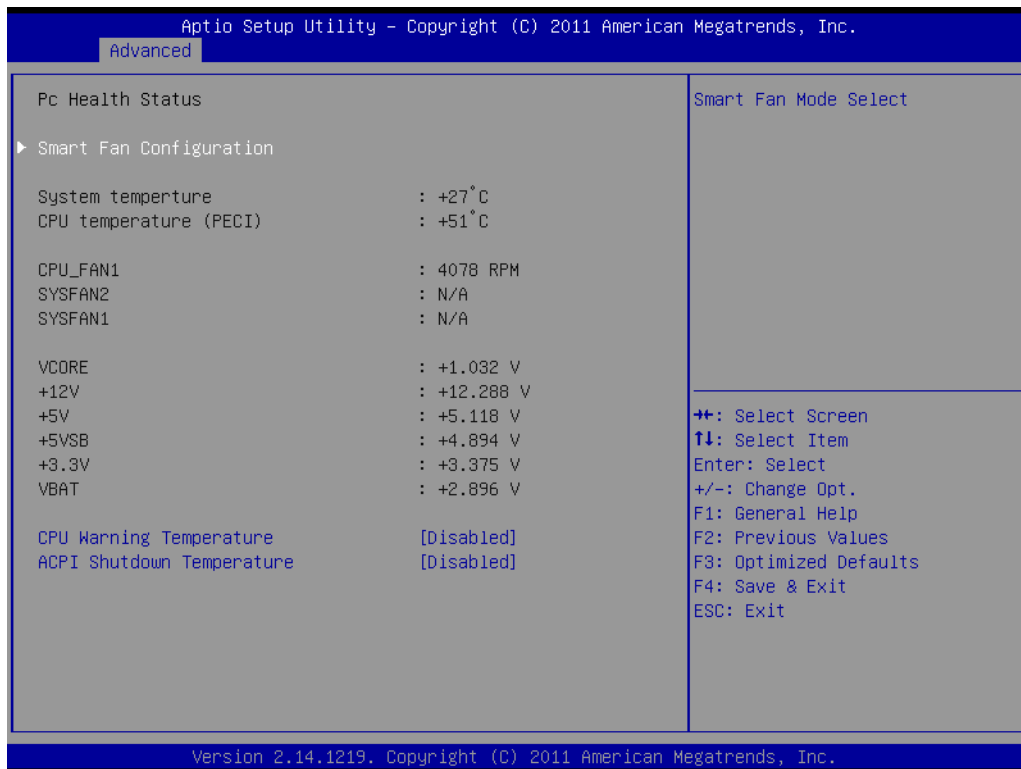 Aptio Setup Utility – Copyright (C) 2011 American Megatrends, Inc.
Advanced
Pc Health Status
Smart Fan Configuration
System temperture : +27°C
CPU temperature (PECI) : +51°C
CPU_FAN1 : 4078 RPM
SYSFAN2 : N/A
SYSFAN1 : N/A
VCORE : +1.032 V
+12V : +12.288 V
+5V : +5.118 V
+5VSB : +4.894 V
+3.3V : +3.375 V
VBAT : +2.896 V
CPU Warning Temperature [Disabled]
ACPI Shutdown Temperature [Disabled]
Smart Fan Mode Select
→←: Select Screen
↑↓: Select Item
Enter: Select
+/-: Change Opt.
F1: General Help
F2: Previous Values
F3: Optimized Defaults
F4: Save & Exit
ESC: Exit
Version 2.14.1219. Copyright (C) 2011 American Megatrends, Inc.